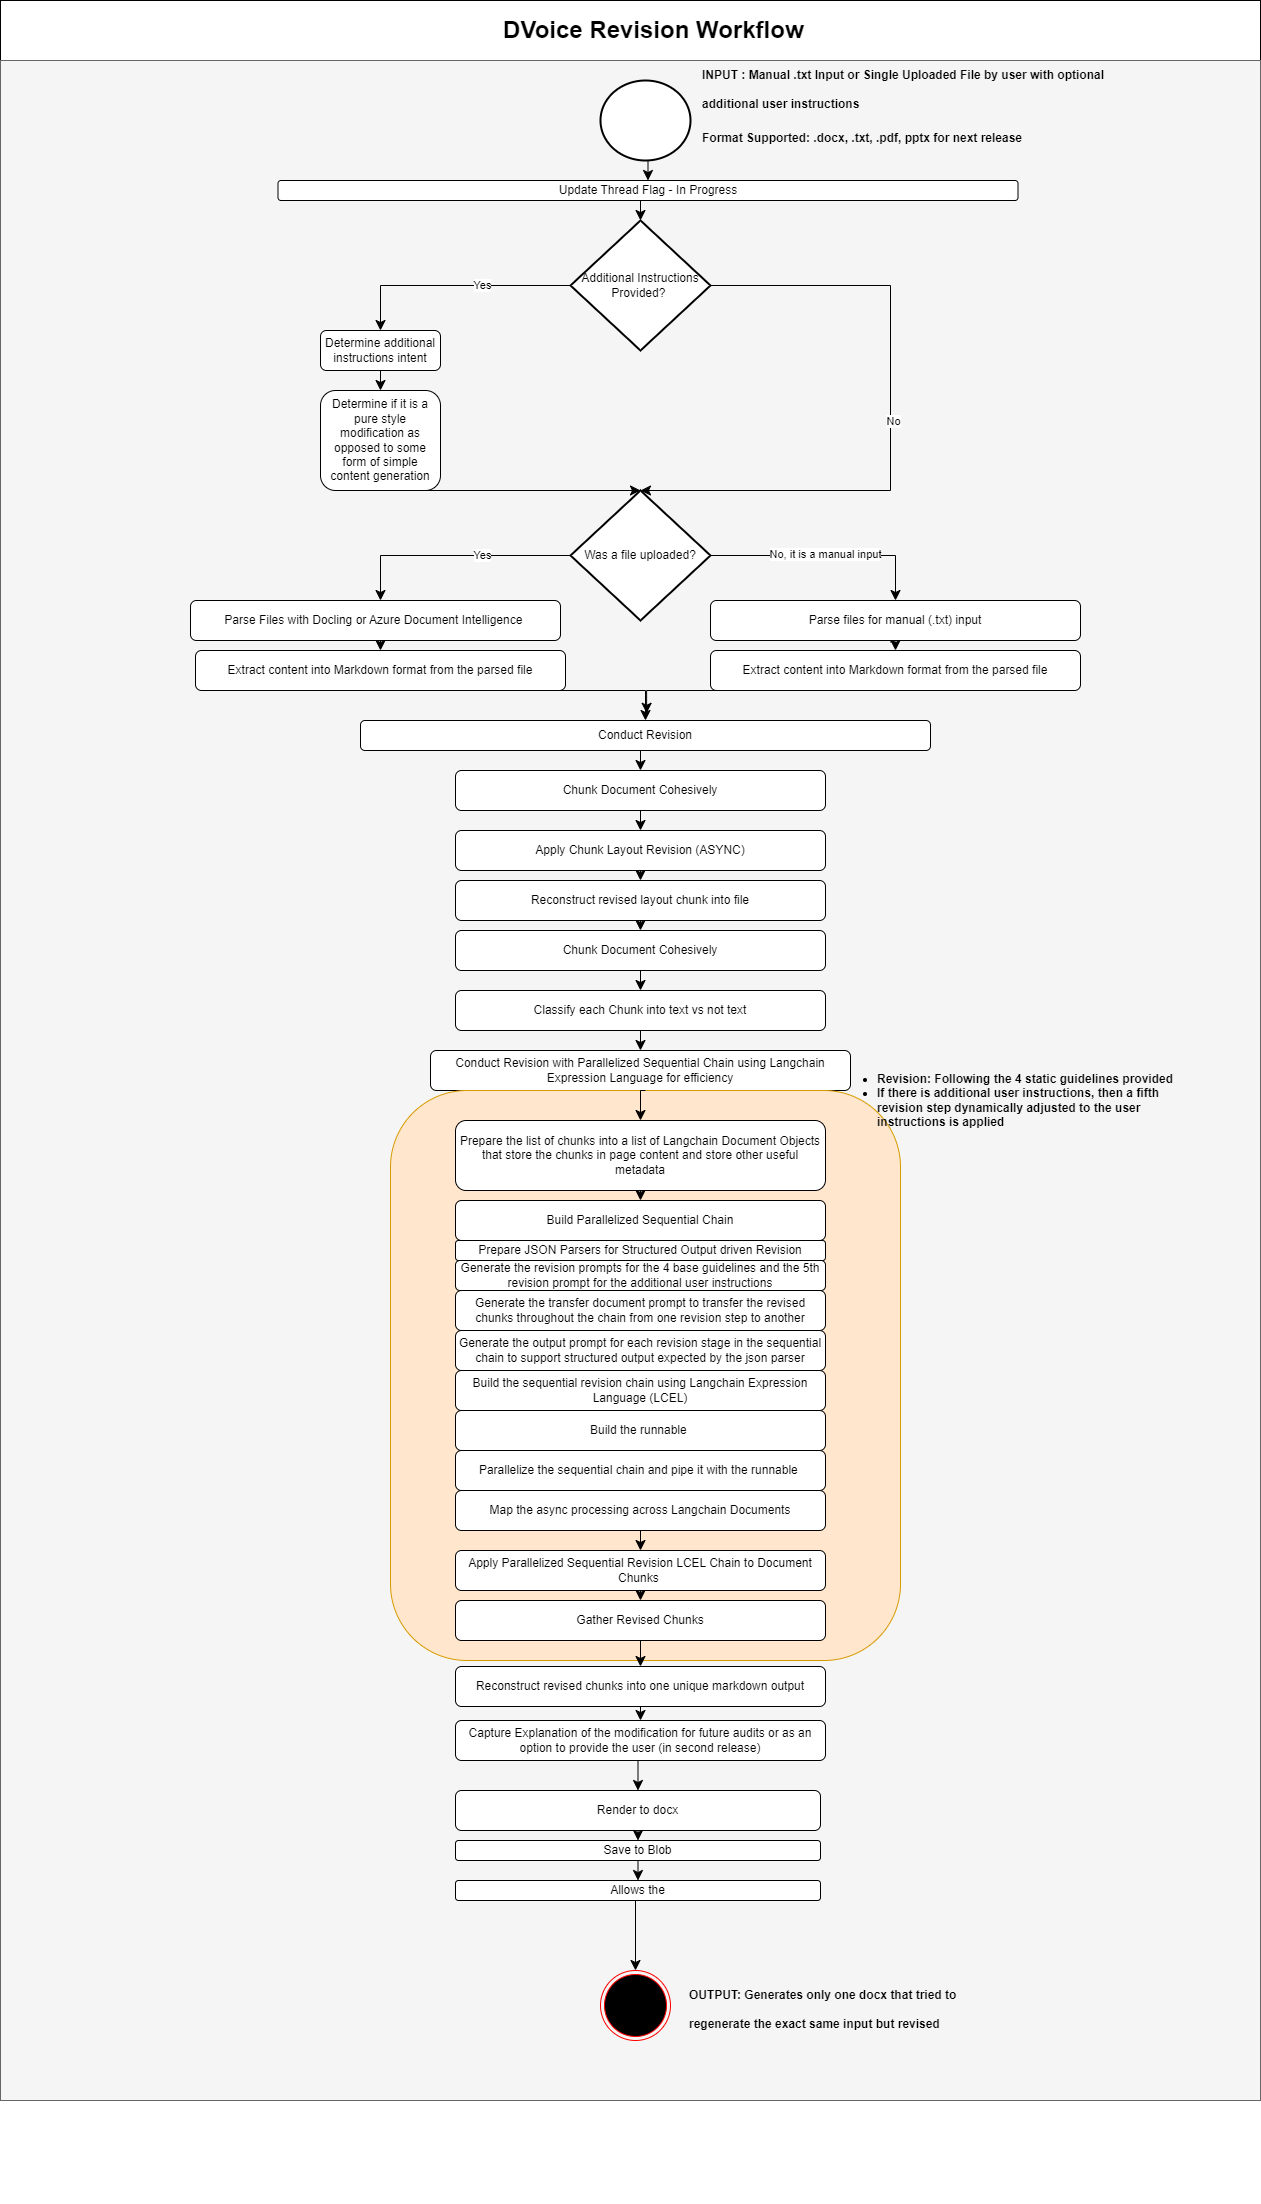 DVoice Revision Workflow
INPUT : Manual .txt Input or Single Uploaded File by user with optional
additional user instructions
Format Supported: .docx, .txt, .pdf, pptx for next release
Update Thread Flag - In Progress
Additional Instructions
Provided?
Yes
Determine additional
instructions intent
Determine if it is a
pure style
modification as
opposed to some
form of simple
content generation
No
Was a file uploaded?
Yes
No, it is a manual input
Parse Files with Docling or Azure Document Intelligence
Parse files for manual (.txt) input
Extract content into Markdown format from the parsed file
Extract content into Markdown format from the parsed file
Conduct Revision
Chunk Document Cohesively
Apply Chunk Layout Revision (ASYNC)
Reconstruct revised layout chunk into file
Chunk Document Cohesively
Classify each Chunk into text vs not text
Conduct Revision with Parallelized Sequential Chain using Langchain
Expression Language for efficiency
• Revision: Following the 4 static guidelines provided
• If there is additional user instructions, then a fifth
revision step dynamically adjusted to the user
instructions is applied
Prepare the list of chunks into a list of Langchain Document Objects
that store the chunks in page content and store other useful
metadata
Build Parallelized Sequential Chain
Prepare JSON Parsers for Structured Output driven Revision
Generate the revision prompts for the 4 base guidelines and the 5th
revision prompt for the additional user instructions
Generate the transfer document prompt to transfer the revised
chunks throughout the chain from one revision step to another
Generate the output prompt for each revision stage in the sequential
chain to support structured output expected by the json parser
Build the sequential revision chain using Langchain Expression
Language (LCEL)
Build the runnable
Parallelize the sequential chain and pipe it with the runnable
Map the async processing across Langchain Documents
Apply Parallelized Sequential Revision LCEL Chain to Document
Chunks
Gather Revised Chunks
Reconstruct revised chunks into one unique markdown output
Capture Explanation of the modification for future audits or as an
option to provide the user (in second release)
Render to docx
Save to Blob
Allows the
OUTPUT: Generates only one docx that tried to
regenerate the exact same input but revised